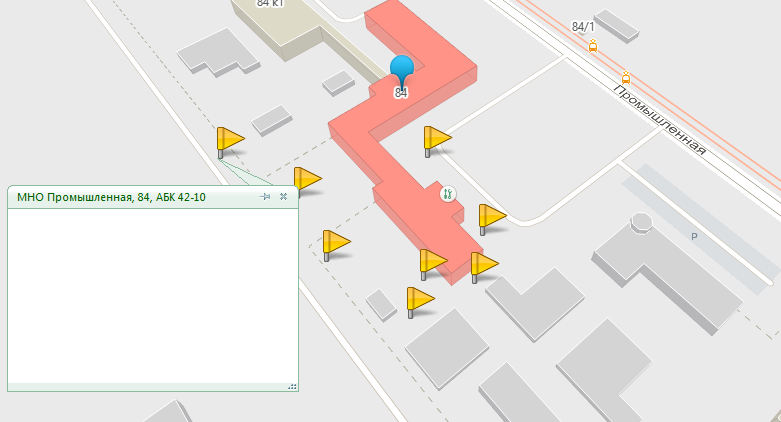 84 к1
84/1
84
Промышленная
МНО Промышленная, 84, АБК 42-10
P